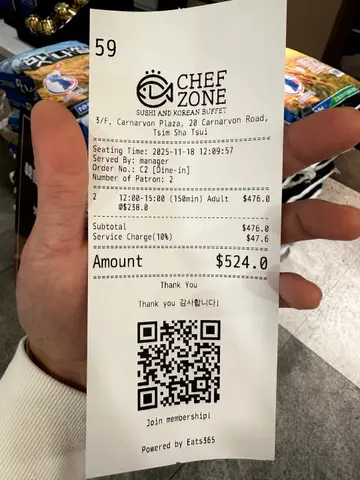 59
CHEF
ZONE
SUSHI AND KOREAN BUFFET
3/F, Carnarvon Plaza, 20 Carnarvon Road,
Tsim Sha Tsui
Seating Time: 2025-11-18 12:09:57
Served By: manager
Order No.: C2 [Dine-in]
Number of Patron: 2
2 12:00-15:00 (150min) Adult $476.0
@$238.0
Subtotal $476.0
Service Charge(10%) $47.6
Amount $524.0
Thank You
Thank you 감사합니다!
Join membership!
Powered by Eats365